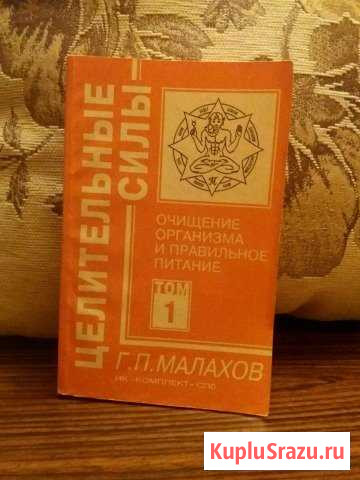 ЦЕЛИТЕЛЬНЫЕ
СИЛЫ
ОЧИЩЕНИЕ
ОРГАНИЗМА
И ПРАВИЛЬНОЕ
ПИТАНИЕ
ТОМ
1
Г.П. МАЛАХОВ
ИК «КОМПЛЕКТ» СПб
KupluSrazu.ru